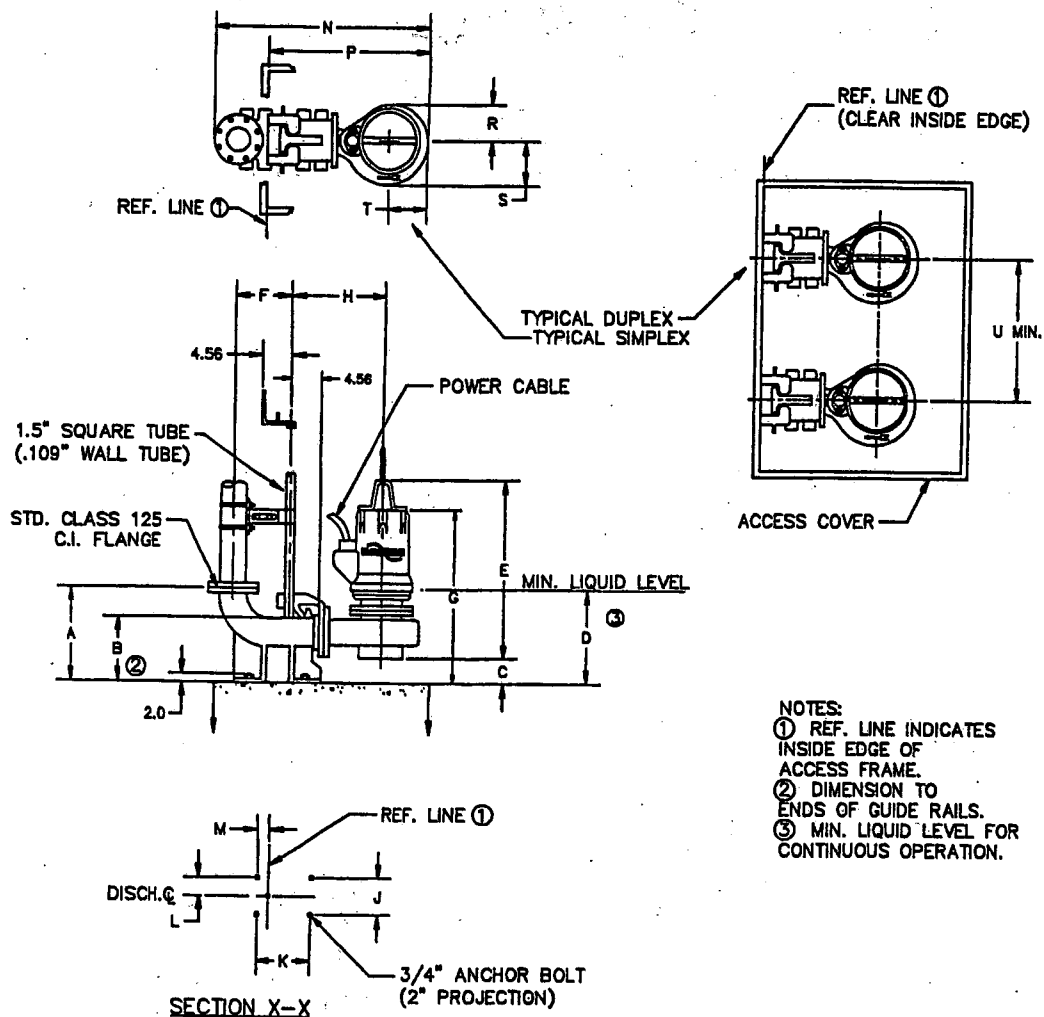 N
P
R
S
T
REF. LINE ①
REF. LINE ①
(CLEAR INSIDE EDGE)
TYPICAL DUPLEX
TYPICAL SIMPLEX
U MIN.
ACCESS COVER
F
H
4.56
4.56
POWER CABLE
1.5" SQUARE TUBE
(.109" WALL TUBE)
STD. CLASS 125
C.I. FLANGE
MIN. LIQUID LEVEL
③
A
B
②
2.0
E
G
D
C
NOTES:
① REF. LINE INDICATES
INSIDE EDGE OF
ACCESS FRAME.
② DIMENSION TO
ENDS OF GUIDE RAILS.
③ MIN. LIQUID LEVEL FOR
CONTINUOUS OPERATION.
M
REF. LINE ①
DISCH.℄
L
J
K
3/4" ANCHOR BOLT
(2" PROJECTION)
SECTION X-X